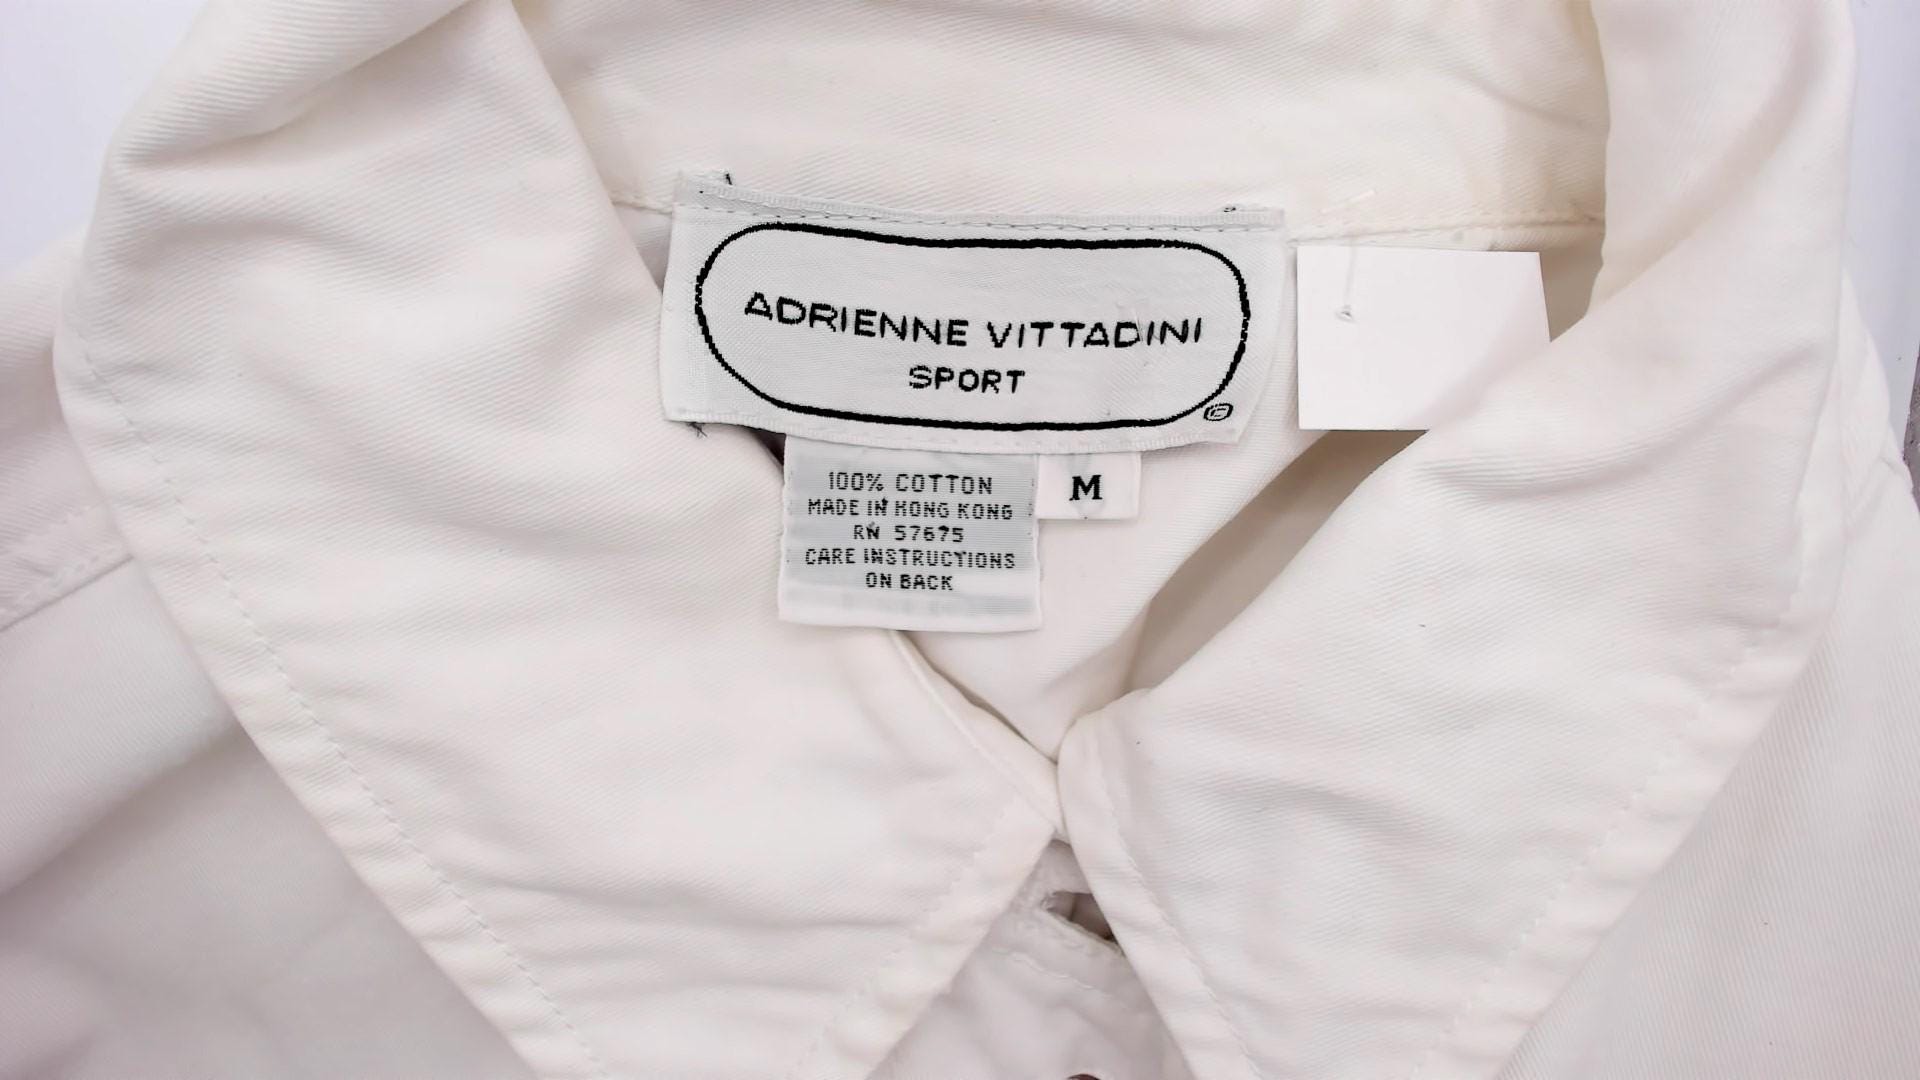 ADRIENNE VITTADINI
SPORT
©
100% COTTON
M
MADE IN HONG KONG
RN 57675
CARE INSTRUCTIONS
ON BACK